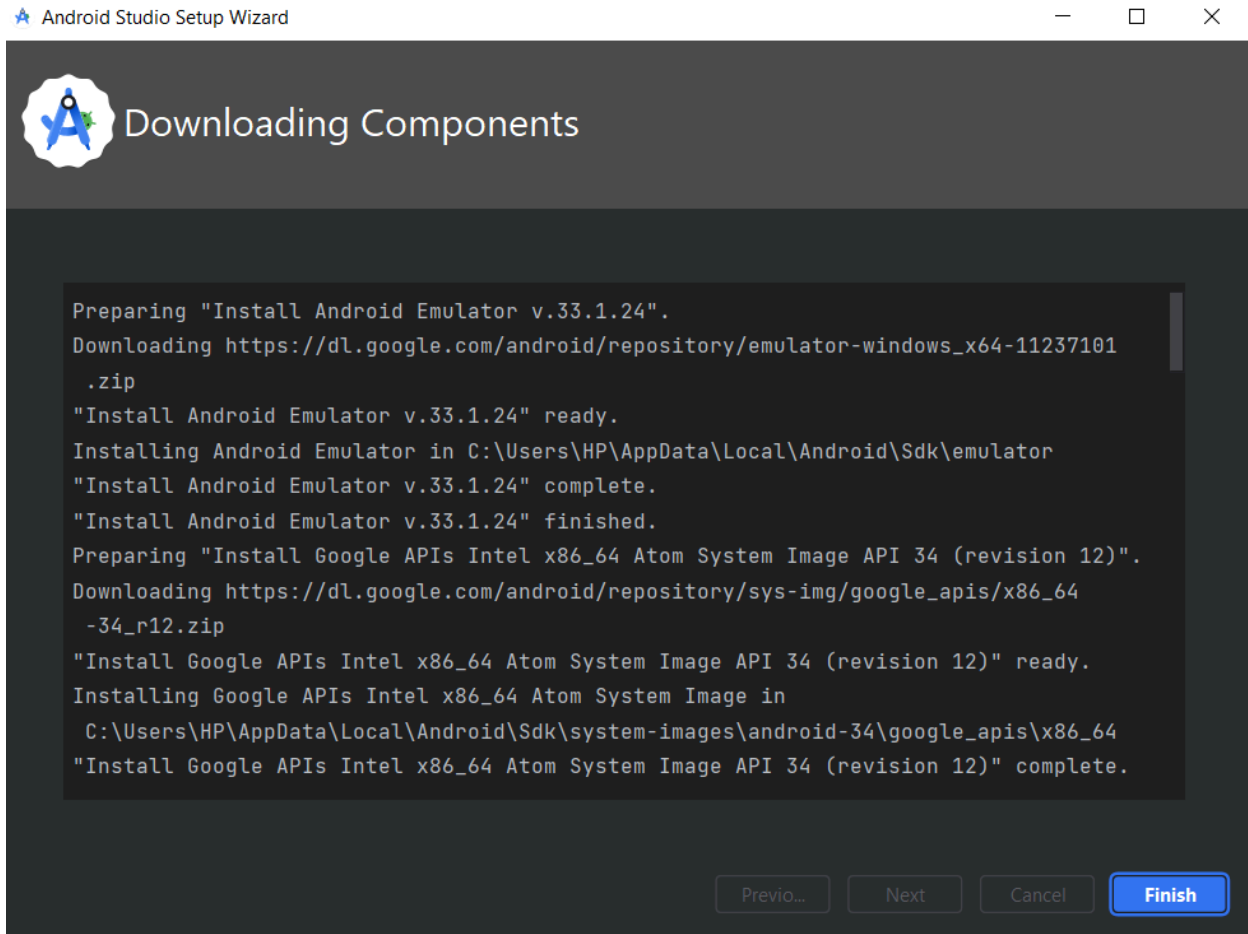 Android Studio Setup Wizard
Downloading Components
Preparing "Install Android Emulator v.33.1.24".
Downloading https://dl.google.com/android/repository/emulator-windows_x64-11237101
.zip
"Install Android Emulator v.33.1.24" ready.
Installing Android Emulator in C:\Users\HP\AppData\Local\Android\Sdk\emulator
"Install Android Emulator v.33.1.24" complete.
"Install Android Emulator v.33.1.24" finished.
Preparing "Install Google APIs Intel x86_64 Atom System Image API 34 (revision 12)".
Downloading https://dl.google.com/android/repository/sys-img/google_apis/x86_64
-34_r12.zip
"Install Google APIs Intel x86_64 Atom System Image API 34 (revision 12)" ready.
Installing Google APIs Intel x86_64 Atom System Image in
C:\Users\HP\AppData\Local\Android\Sdk\system-images\android-34\google_apis\x86_64
"Install Google APIs Intel x86_64 Atom System Image API 34 (revision 12)" complete.
Previo... Next Cancel Finish